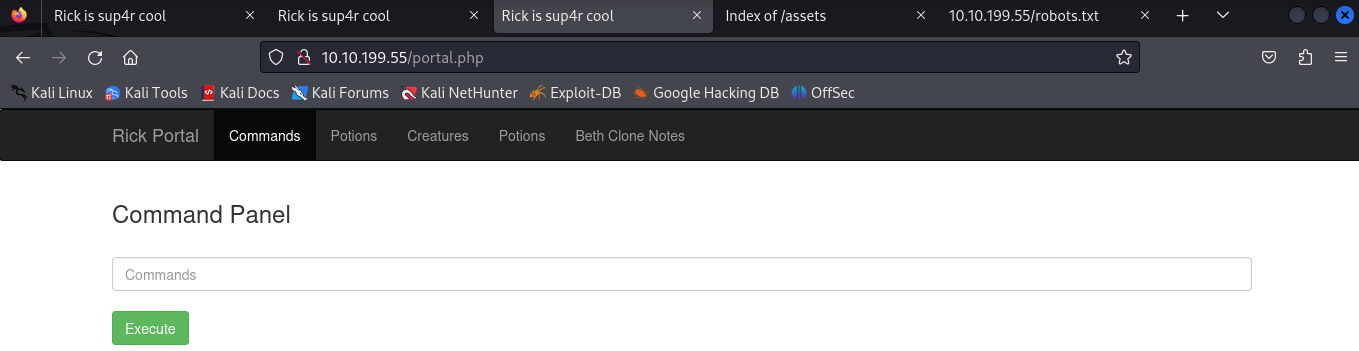 Rick is sup4r cool Rick is sup4r cool Rick is sup4r cool Index of /assets 10.10.199.55/robots.txt
10.10.199.55/portal.php
Kali Linux Kali Tools Kali Docs Kali Forums Kali NetHunter Exploit-DB Google Hacking DB OffSec
Rick Portal Commands Potions Creatures Potions Beth Clone Notes
Command Panel
Commands
Execute